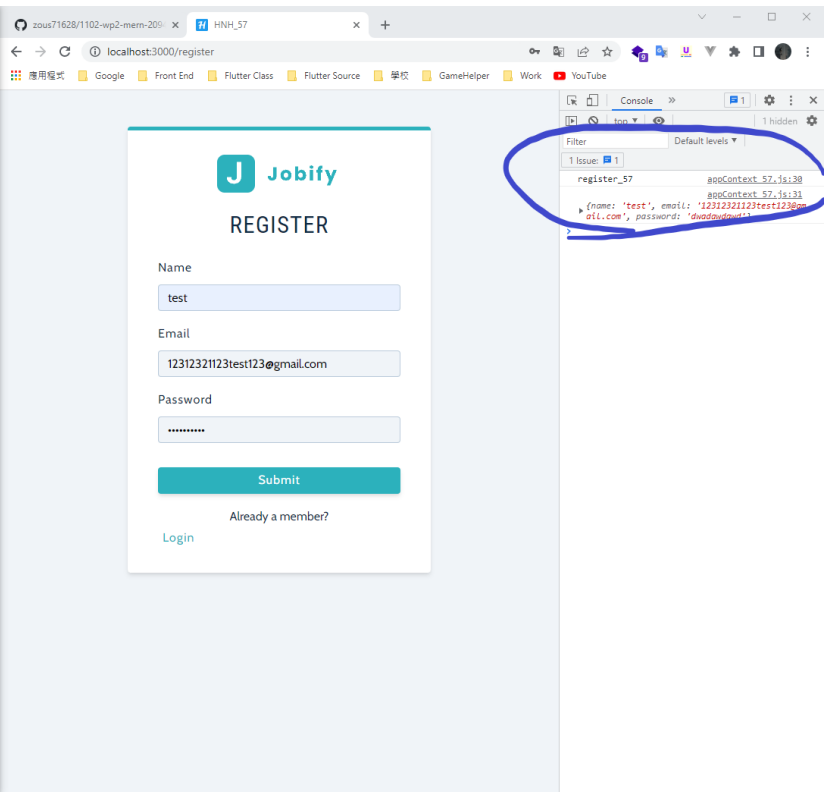 zous71628/1102-wp2-mern-209
HNH_57
localhost:3000/register
應用程式 Google Front End Flutter Class Flutter Source 學校 GameHelper Work YouTube
Console » 1
top 1 hidden
Filter Default levels
1 Issue: 1
register_57 appContext_57.js:30
appContext_57.js:31
{name: 'test', email: '12312321123test123@gm
ail.com', password: 'dwadawdawd'}
J Jobify
REGISTER
Name
test
Email
12312321123test123@gmail.com
Password
••••••••••
Submit
Already a member?
Login